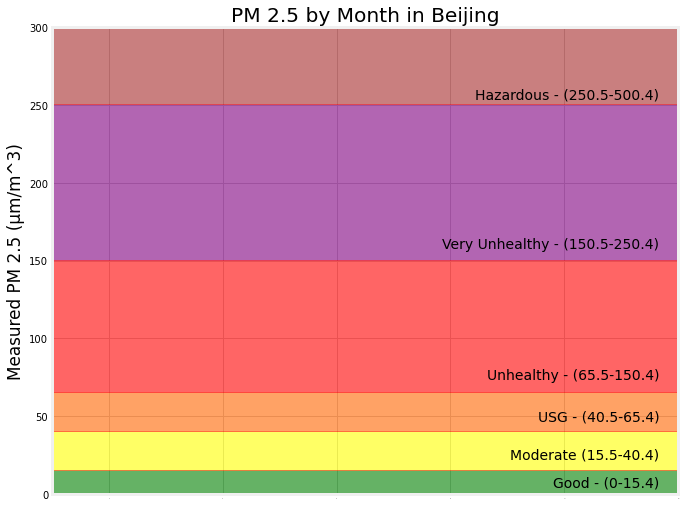 PM 2.5 by Month in Beijing
Measured PM 2.5 (µm/m^3)
300
250
200
150
100
50
0
Hazardous - (250.5-500.4)
Very Unhealthy - (150.5-250.4)
Unhealthy - (65.5-150.4)
USG - (40.5-65.4)
Moderate (15.5-40.4)
Good - (0-15.4)